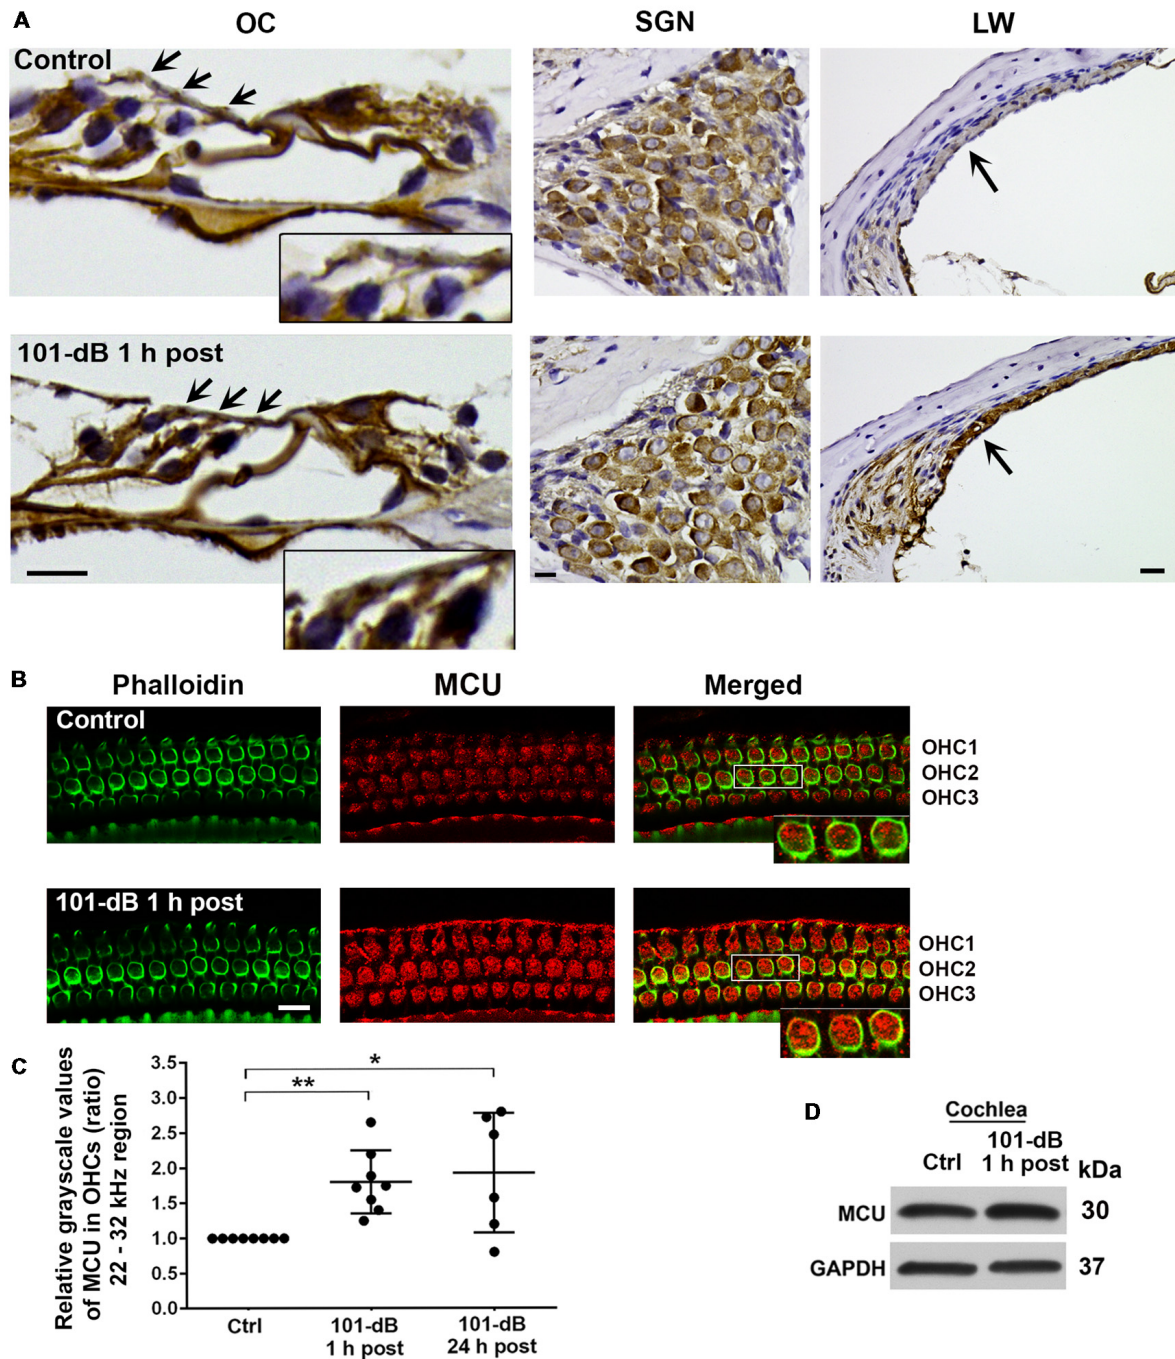 A
OC
SGN
LW
Control
101-dB 1 h post
B
Phalloidin
MCU
Merged
Control
OHC1
OHC2
OHC3
101-dB 1 h post
OHC1
OHC2
OHC3
C
Relative grayscale values
of MCU in OHCs (ratio)
22 - 32 kHz region
3.5
3.0
2.5
2.0
1.5
1.0
0.5
0.0
**
*
Ctrl
101-dB
1 h post
101-dB
24 h post
D
Cochlea
Ctrl
101-dB
1 h post
kDa
MCU
30
GAPDH
37